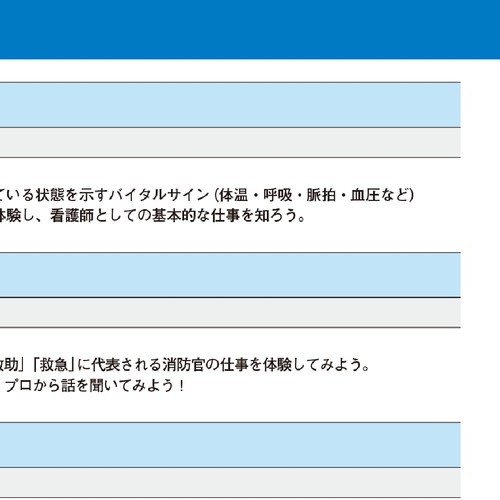 ている状態を示すバイタルサイン(体温・呼吸・脈拍・血圧など)
体験し、看護師としての基本的な仕事を知ろう。
救助」「救急」に代表される消防官の仕事を体験してみよう。
プロから話を聞いてみよう！